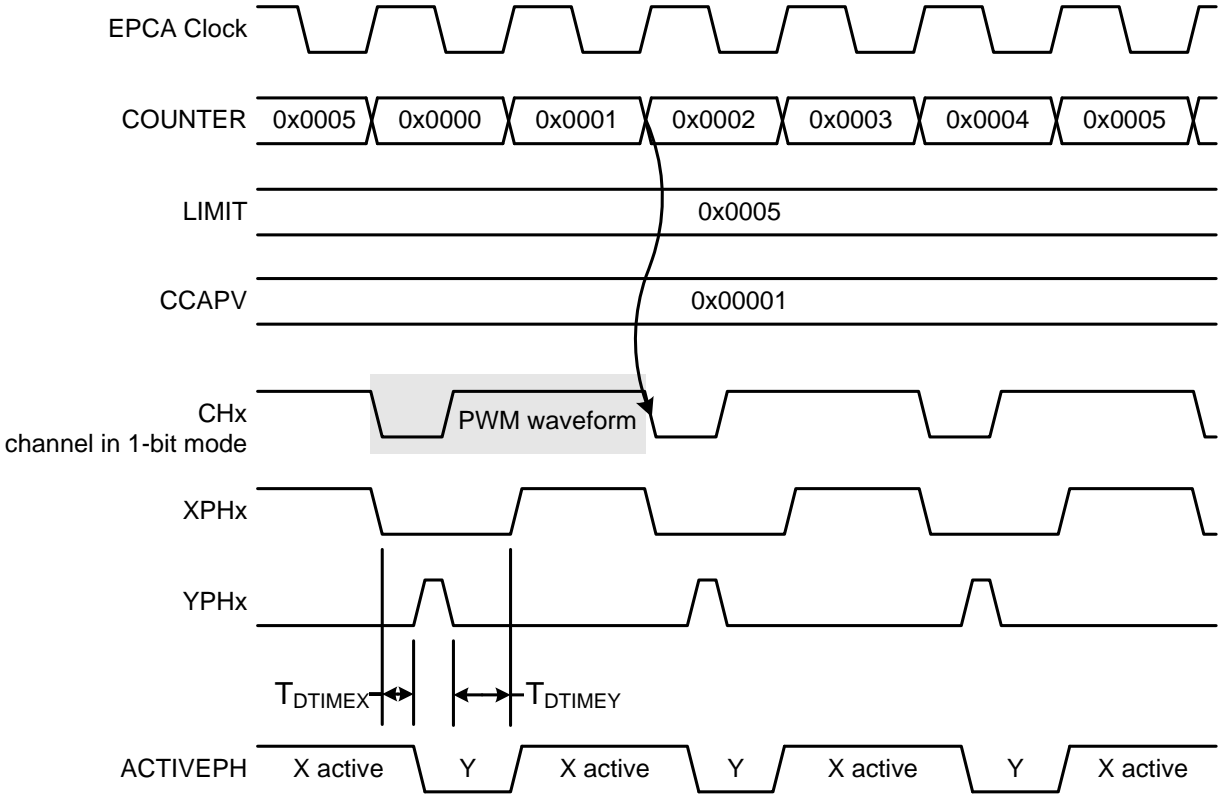 EPCA Clock
COUNTER 0x0005 0x0000 0x0001 0x0002 0x0003 0x0004 0x0005
LIMIT 0x0005
CCAPV 0x00001
CHx
channel in 1-bit mode
PWM waveform
XPHx
YPHx
TDTIMEX TDTIMEY
ACTIVEPH X active Y X active Y X active Y X active